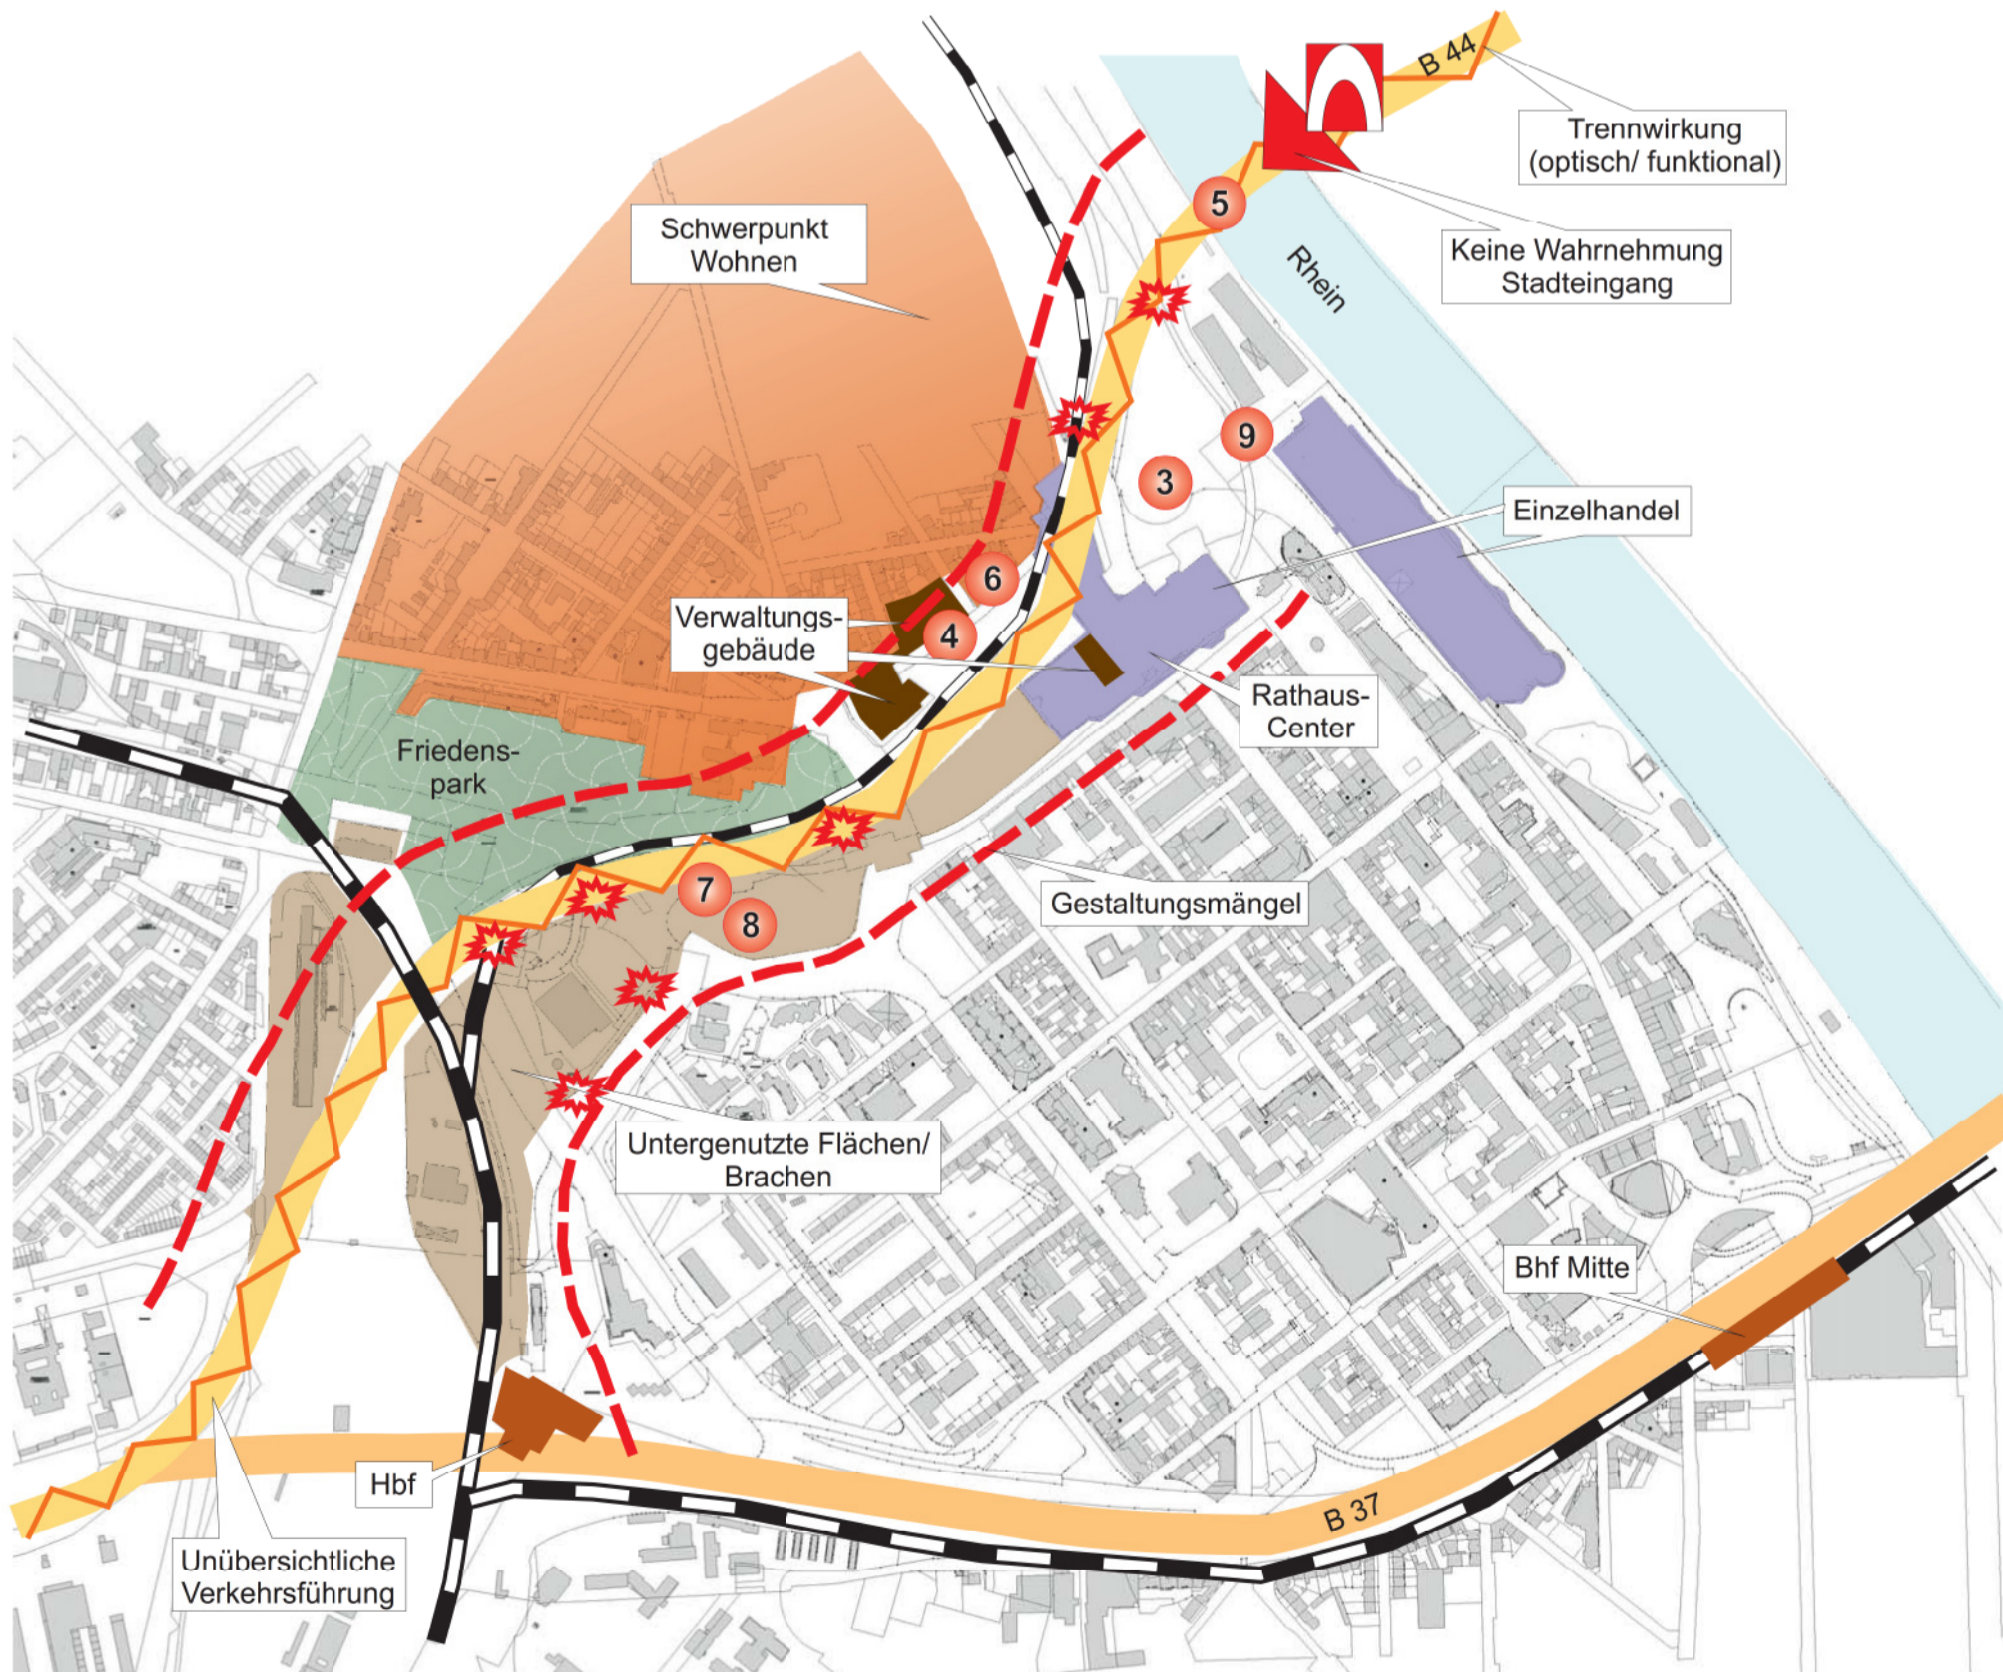 B 44
Trennwirkung
(optisch/ funktional)
5
Schwerpunkt
Wohnen
Keine Wahrnehmung
Stadteingang
Rhein
9
3
Einzelhandel
6
Verwaltungs-
gebäude
4
Rathaus-
Center
Friedens-
park
7
8
Gestaltungsmängel
Untergenutzte Flächen/
Brachen
Bhf Mitte
Hbf
B 37
Unübersichtliche
Verkehrsführung